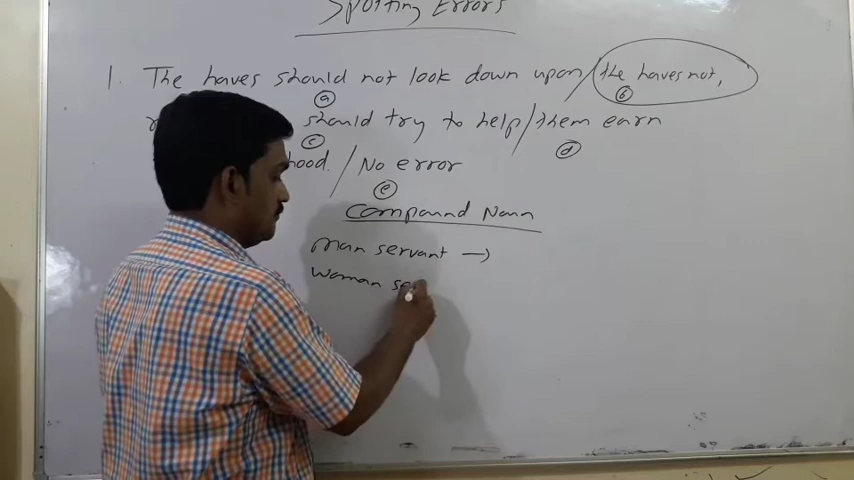 Spotting Errors
1. The haves should not look down upon / the haves not,
(a) (b)
should try to help / them earn
(c) (d)
hood. / No error
(e)
Compound Noun
Man servant →
Woman se